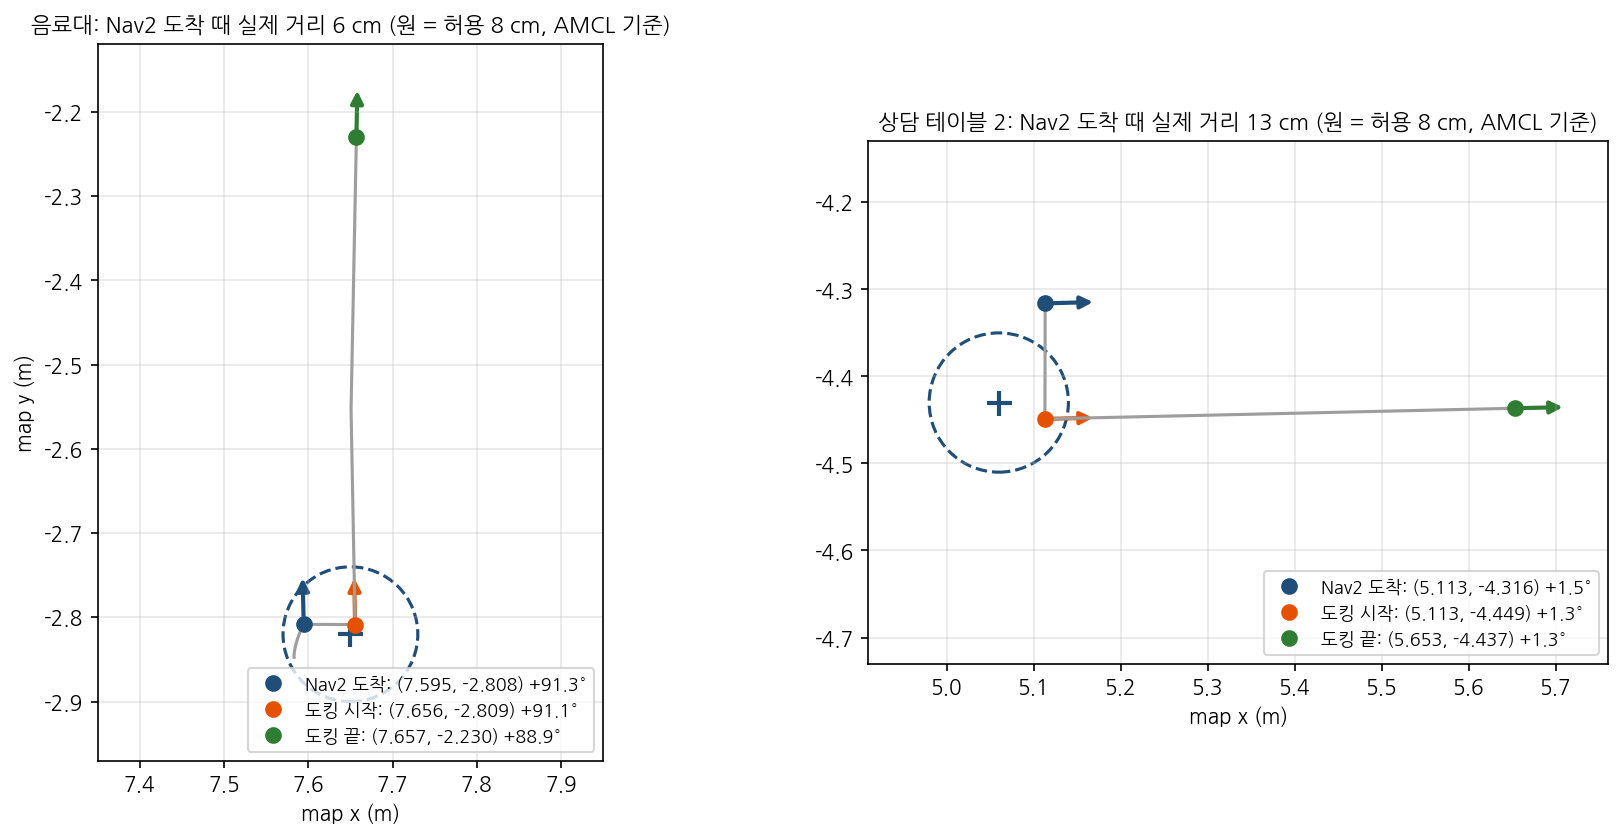 음료대: Nav2 도착 때 실제 거리 6 cm (원 = 허용 8 cm, AMCL 기준)
map y (m)
-2.2
-2.3
-2.4
-2.5
-2.6
-2.7
-2.8
-2.9
Nav2 도착: (7.595, -2.808) +91.3°
도킹 시작: (7.656, -2.809) +91.1°
도킹 끝: (7.657, -2.230) +88.9°
7.4 7.5 7.6 7.7 7.8 7.9
map x (m)
상담 테이블 2: Nav2 도착 때 실제 거리 13 cm (원 = 허용 8 cm, AMCL 기준)
-4.2
-4.3
-4.4
-4.5
-4.6
-4.7
Nav2 도착: (5.113, -4.316) +1.5°
도킹 시작: (5.113, -4.449) +1.3°
도킹 끝: (5.653, -4.437) +1.3°
5.0 5.1 5.2 5.3 5.4 5.5 5.6 5.7
map x (m)